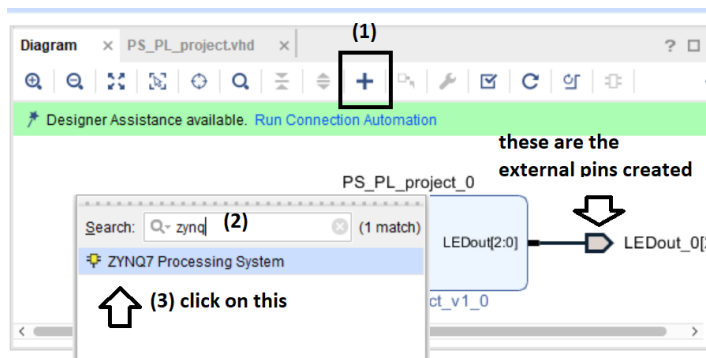 (1)
Diagram × PS_PL_project.vhd × ? 
Designer Assistance available. Run Connection Automation
these are the
external pins created
PS_PL_project_0
Search: zynq (2) (1 match)
LEDout[2:0] LEDout_0[
ZYNQ7 Processing System
(3) click on this
ct_v1_0